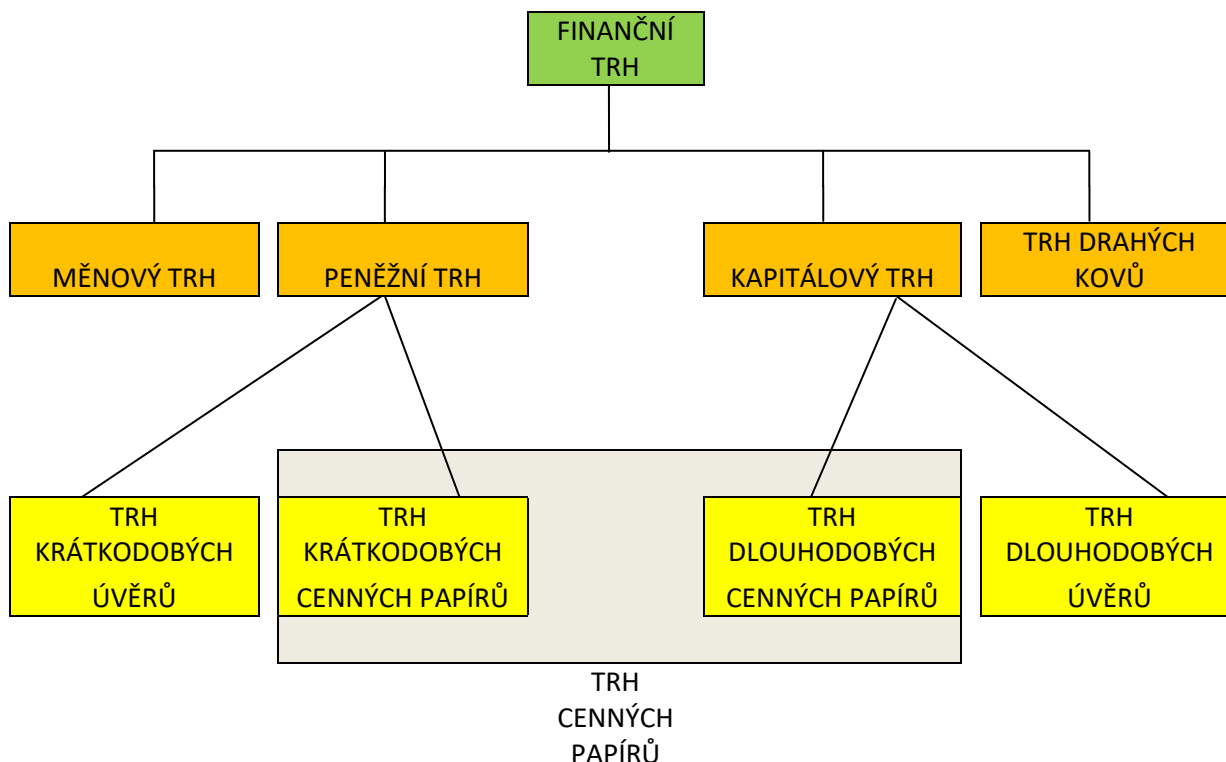 FINANČNÍ
TRH
MĚNOVÝ TRH
PENĚŽNÍ TRH
KAPITÁLOVÝ TRH
TRH DRAHÝCH
KOVŮ
TRH
KRÁTKODOBÝCH
ÚVĚRŮ
TRH
KRÁTKODOBÝCH
CENNÝCH PAPÍRŮ
TRH
DLOUHODOBÝCH
CENNÝCH PAPÍRŮ
TRH
DLOUHODOBÝCH
ÚVĚRŮ
TRH
CENNÝCH
PAPÍRŮ